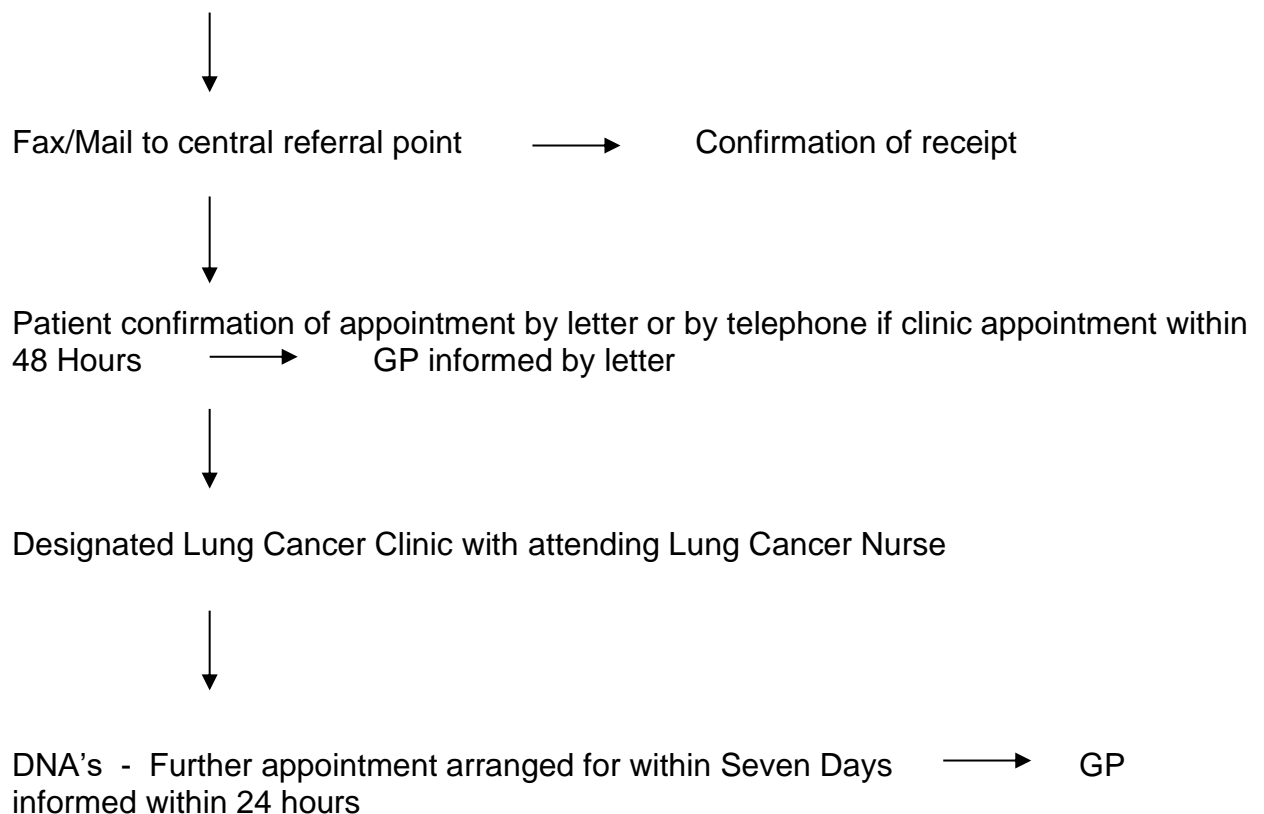 Fax/Mail to central referral point Confirmation of receipt
Patient confirmation of appointment by letter or by telephone if clinic appointment within
48 Hours GP informed by letter
Designated Lung Cancer Clinic with attending Lung Cancer Nurse
DNA’s - Further appointment arranged for within Seven Days GP
informed within 24 hours